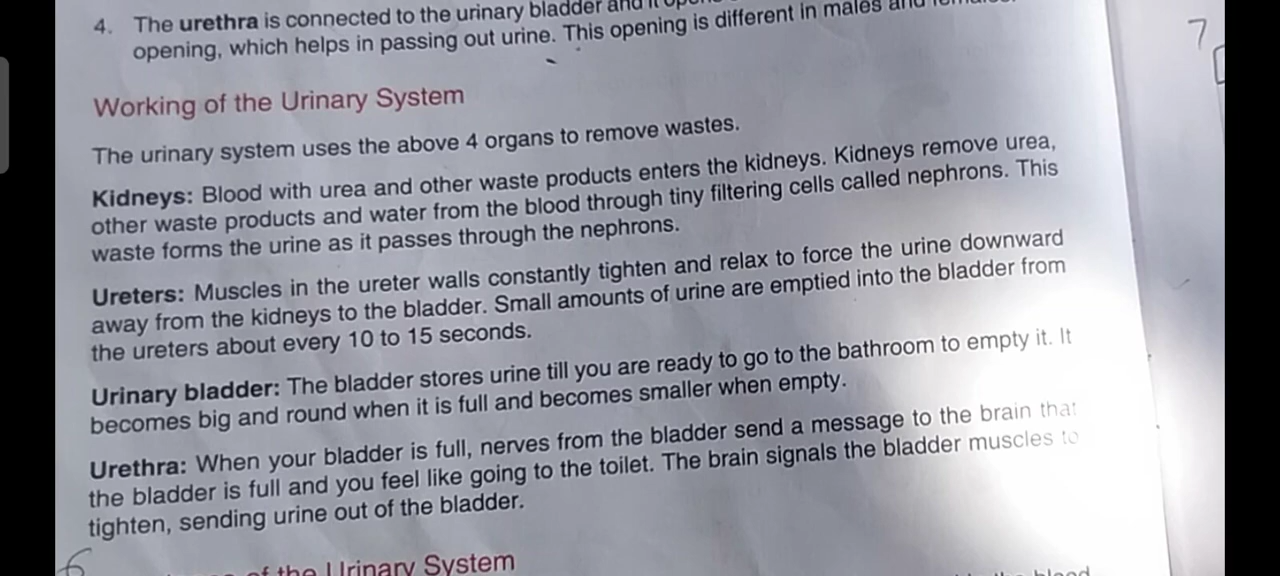 4. The urethra is connected to the urinary bladder and it
opening, which helps in passing out urine. This opening is different in males and
7
Working of the Urinary System
The urinary system uses the above 4 organs to remove wastes.
Kidneys: Blood with urea and other waste products enters the kidneys. Kidneys remove urea,
other waste products and water from the blood through tiny filtering cells called nephrons. This
waste forms the urine as it passes through the nephrons.
Ureters: Muscles in the ureter walls constantly tighten and relax to force the urine downward
away from the kidneys to the bladder. Small amounts of urine are emptied into the bladder from
the ureters about every 10 to 15 seconds.
Urinary bladder: The bladder stores urine till you are ready to go to the bathroom to empty it. It
becomes big and round when it is full and becomes smaller when empty.
Urethra: When your bladder is full, nerves from the bladder send a message to the brain that
the bladder is full and you feel like going to the toilet. The brain signals the bladder muscles to
tighten, sending urine out of the bladder.
6
of the Urinary System
blood